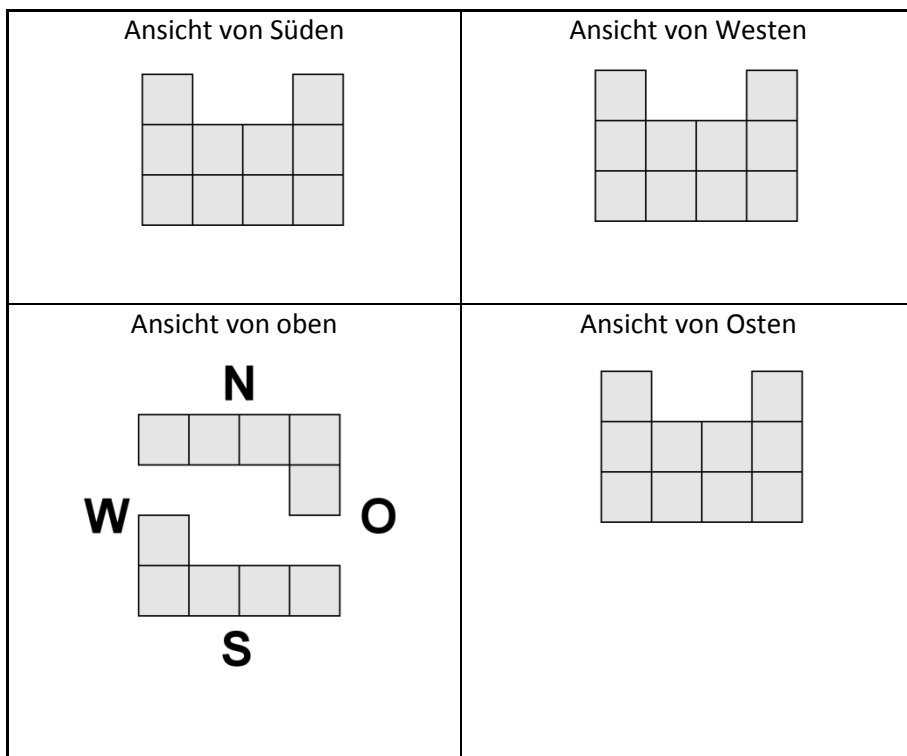 Ansicht von Süden
Ansicht von Westen
Ansicht von oben
N
W
O
S
Ansicht von Osten